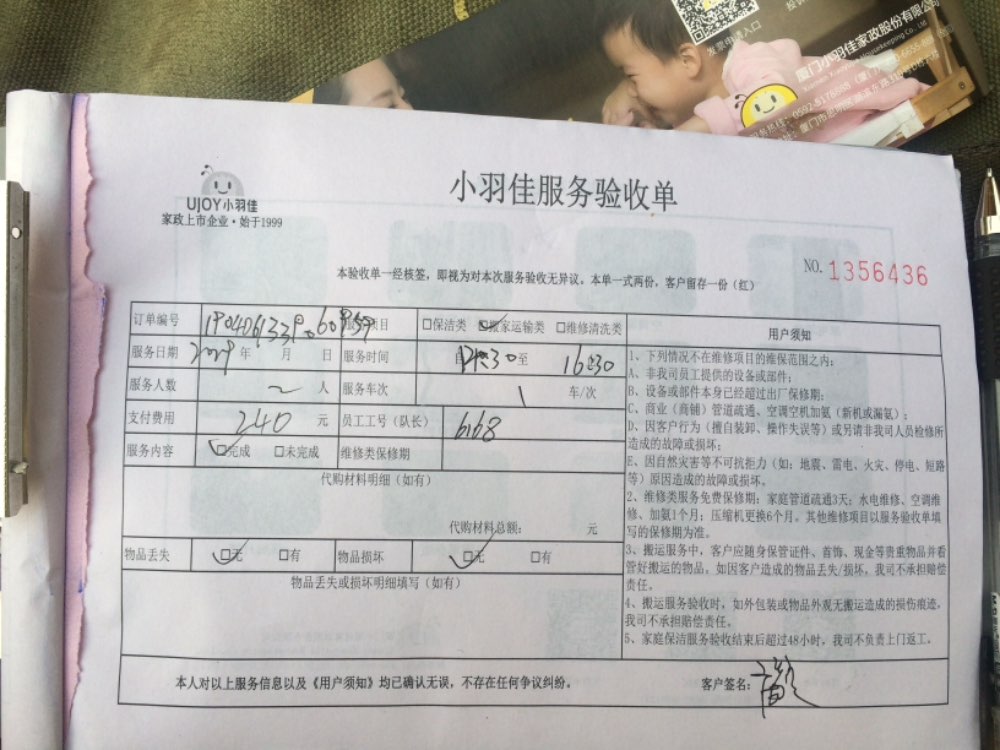 发票申请入口
厦门小羽佳家政股份有限公司
UJOY小羽佳
家政上市企业·始于1999
小羽佳服务验收单
NO. 1356436
本验收单一经核签，即视为对本次服务验收无异议。本单一式两份，客户留存一份（红）
订单编号 服务项目 □保洁类 □搬家运输类 □维修清洗类
服务日期 年 月 日 服务时间 至 16:30
服务人数 人 服务车次 1 车/次
支付费用 240 元 员工工号（队长） 6168
服务内容 □完成 □未完成 维修类保修期
代购材料明细（如有）
代购材料总额： 元
物品丢失 □无 □有 物品损坏 □无 □有
物品丢失或损坏明细填写（如有）
用户须知
1、下列情况不在维修项目的维保范围之内：
A、非我司员工提供的设备或部件；
B、设备或部件本身已经超过出厂保修期；
C、商业（商铺）管道疏通、空调空机加氨（新机或漏氨）；
D、因客户行为（擅自装卸、操作失误等）或另请非我司人员检修所
造成的故障或损坏；
E、因自然灾害等不可抗拒力（如：地震、雷电、火灾、停电、短路
等）原因造成的故障或损坏。
2、维修类服务免费保修期：家庭管道疏通3天；水电维修、空调维
修、加氨1个月；压缩机更换6个月。其他维修项目以服务验收单填
写的保修期为准。
3、搬运服务中，客户应随身保管证件、首饰、现金等贵重物品并看
管好搬运的物品。如因客户造成的物品丢失/损坏，我司不承担赔偿
责任。
4、搬运服务验收时，如外包装或物品外观无搬运造成的损伤痕迹，
我司不承担赔偿责任。
5、家庭保洁服务验收结束后超过48小时，我司不负责上门返工。
本人对以上服务信息以及《用户须知》均已确认无误，不存在任何争议纠纷。 客户签名：